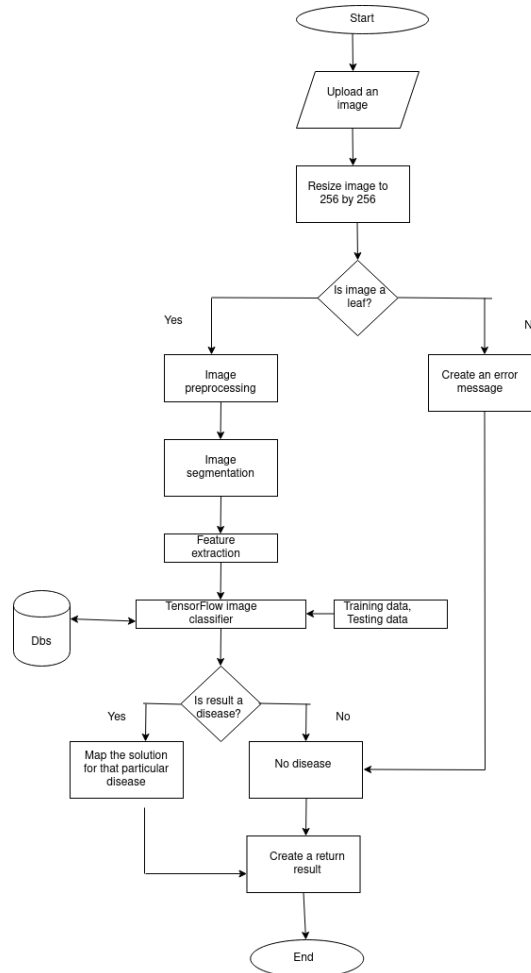 Start
Upload an
image
Resize image to
256 by 256
Is image a
leaf?
Yes
N
Image
preprocessing
Create an error
message
Image
segmentation
Feature
extraction
TensorFlow image
classifier
Training data,
Testing data
Dbs
Is result a
disease?
Yes
No
Map the solution
for that particular
disease
No disease
Create a return
result
End